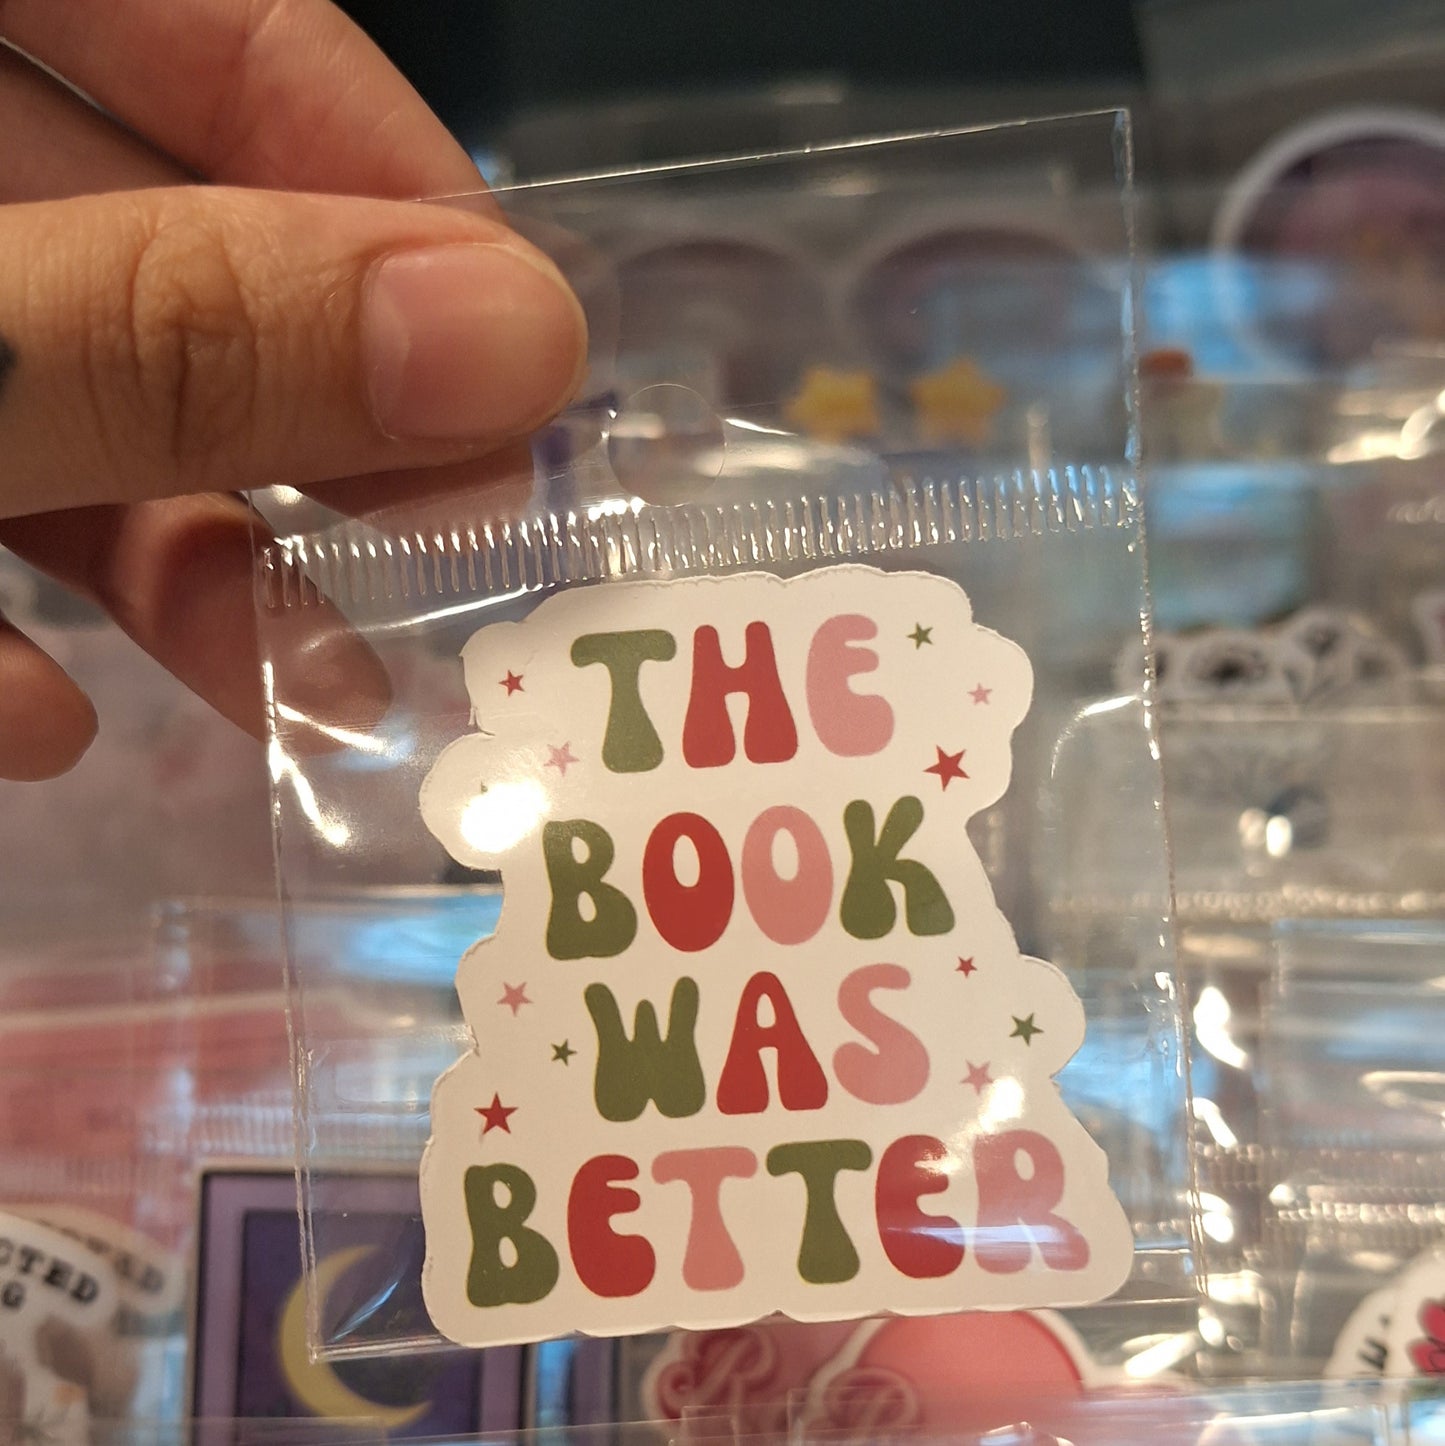 THE
BOOK
WAS
BETTER